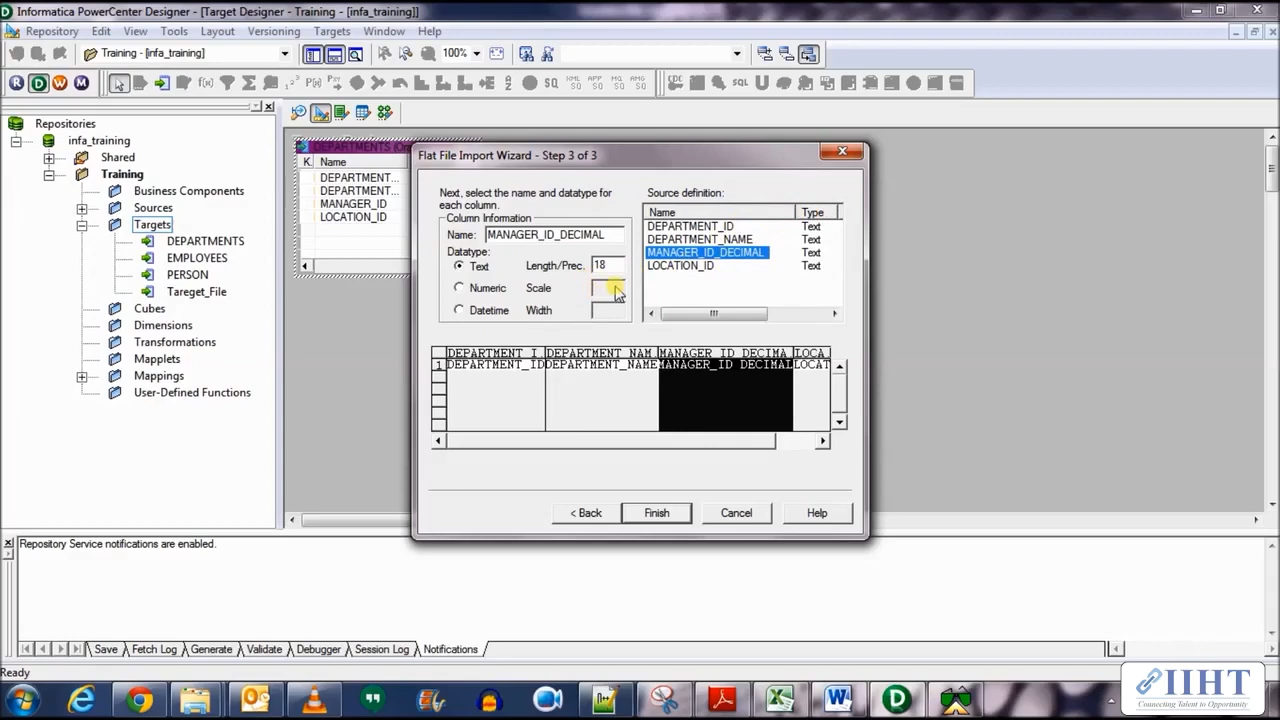 Informatica PowerCenter Designer - [Target Designer - Training - [infa_training]]
Repository Edit View Tools Layout Versioning Targets Window Help
Training - [infa_training] 100%
Repositories
infa_training
Shared
Training
Business Components
Sources
Targets
DEPARTMENTS
EMPLOYEES
PERSON
Tareget_File
Cubes
Dimensions
Transformations
Mapplets
Mappings
User-Defined Functions
K. Name
DEPARTMENT...
DEPARTMENT...
MANAGER_ID
LOCATION_ID
Flat File Import Wizard - Step 3 of 3
Next, select the name and datatype for
each column.
Column Information
Name: MANAGER_ID_DECIMAL
Datatype:
Text Length/Prec. 18
Numeric Scale
Datetime Width
Source definition:
Name Type
DEPARTMENT_ID Text
DEPARTMENT_NAME Text
MANAGER_ID_DECIMAL Text
LOCATION_ID Text
DEPARTMENT_I DEPARTMENT_NAM MANAGER_ID_DECIMA LOCA
1 DEPARTMENT_ID DEPARTMENT_NAME MANAGER_ID DECIMAL LOCAT
< Back Finish Cancel Help
Repository Service notifications are enabled.
Save Fetch Log Generate Validate Debugger Session Log Notifications
Ready
IIHT
Connecting Talent to Opportunity